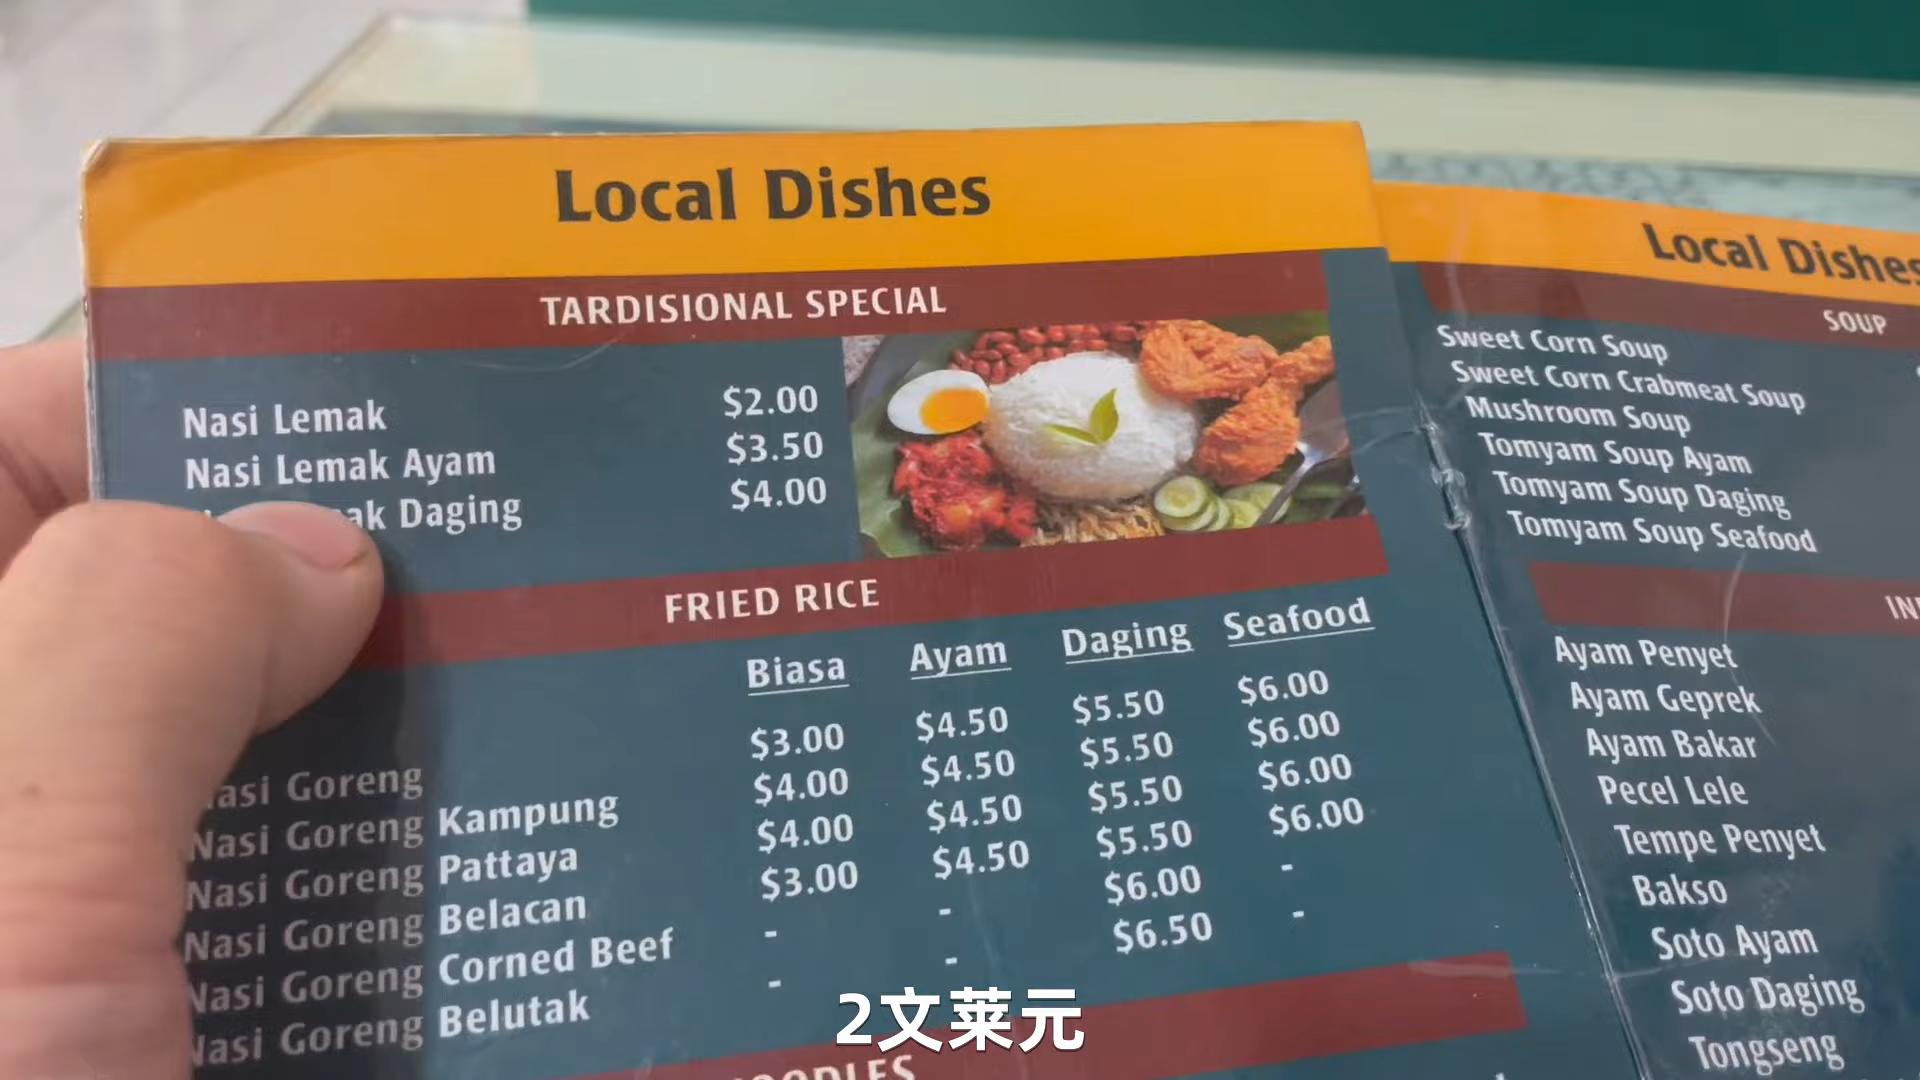 Local Dishes
TARDISIONAL SPECIAL
Nasi Lemak $2.00
Nasi Lemak Ayam $3.50
Daging $4.00
FRIED RICE
Biasa Ayam Daging Seafood
Nasi Goreng $3.00 $4.50 $5.50 $6.00
Nasi Goreng Kampung $4.00 $4.50 $5.50 $6.00
Nasi Goreng Pattaya $4.00 $4.50 $5.50 $6.00
Nasi Goreng Belacan $3.00 $4.50 $5.50 $6.00
Nasi Goreng Corned Beef - - $6.00 -
Nasi Goreng Belutak - - $6.50 -
Local Dishes
SOUP
Sweet Corn Soup
Sweet Corn Crabmeat Soup
Mushroom Soup
Tomyam Soup Ayam
Tomyam Soup Daging
Tomyam Soup Seafood
Ayam Penyet
Ayam Geprek
Ayam Bakar
Pecel Lele
Tempe Penyet
Bakso
Soto Ayam
Soto Daging
Tongseng
2文莱元